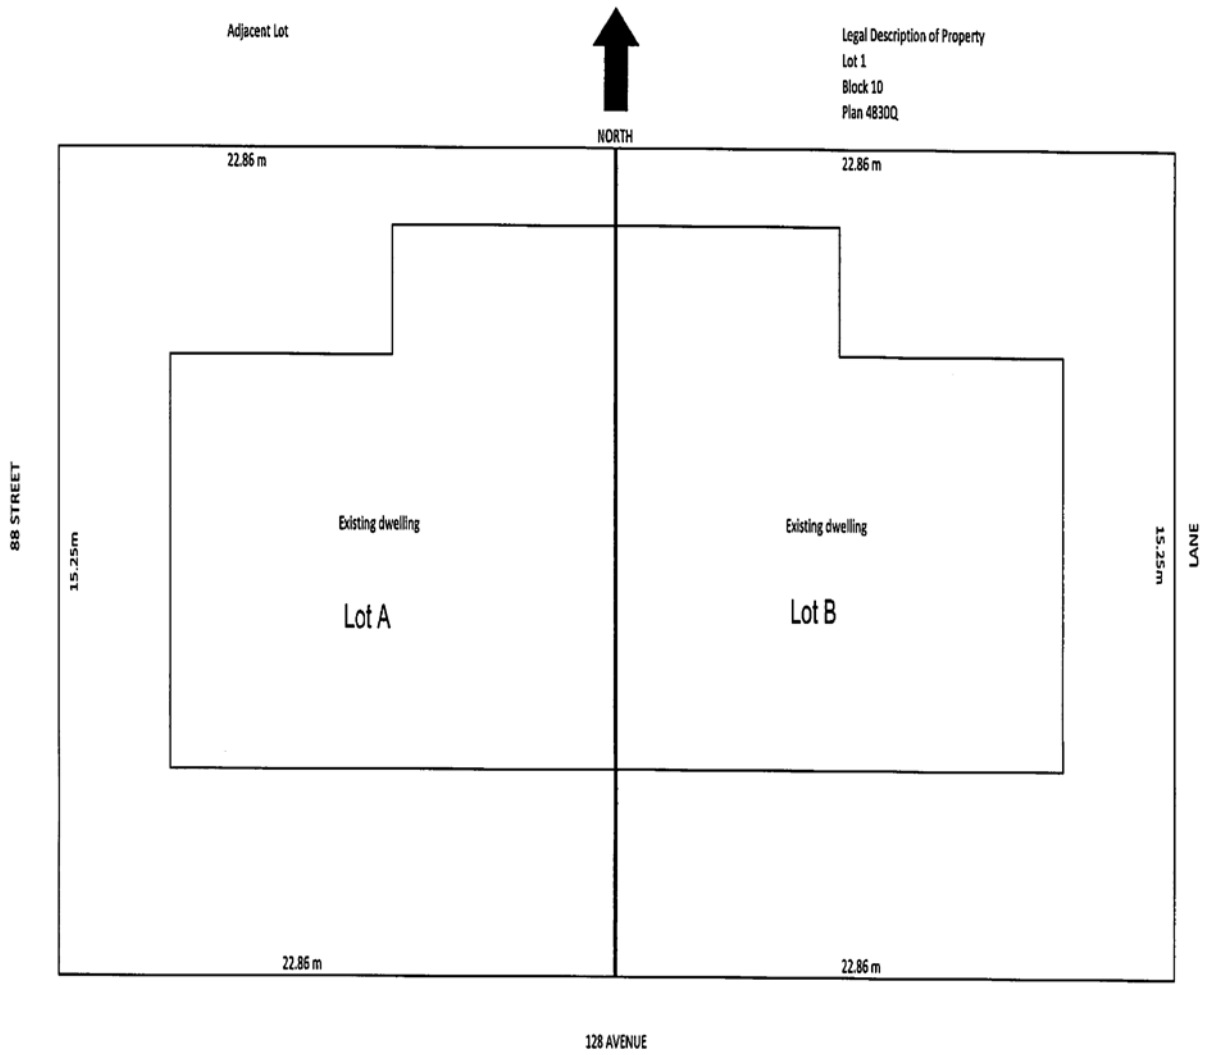 Adjacent Lot
Legal Description of Property
Lot 1
Block 10
Plan 4830Q
NORTH
22.86 m
22.86 m
88 STREET
15.25m
Existing dwelling
Lot A
Existing dwelling
Lot B
15.25m
LANE
22.86 m
22.86 m
128 AVENUE